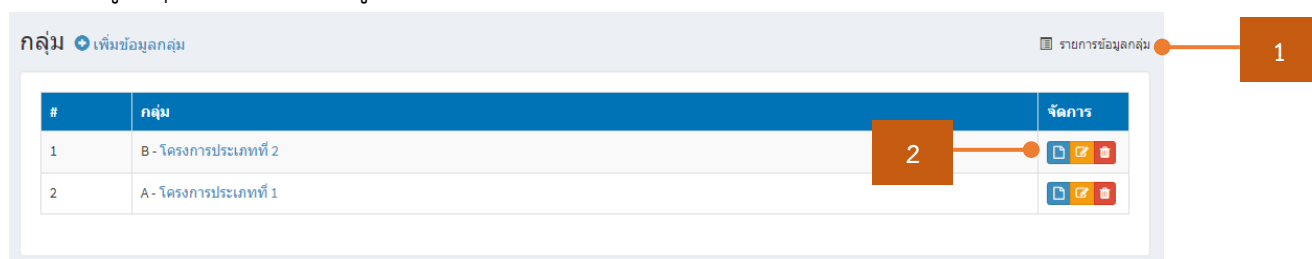 กลุ่ม เพิ่มข้อมูลกลุ่ม
รายการข้อมูลกลุ่ม
1
# กลุ่ม จัดการ
1 B - โครงการประเภทที่ 2
2
2 A - โครงการประเภทที่ 1